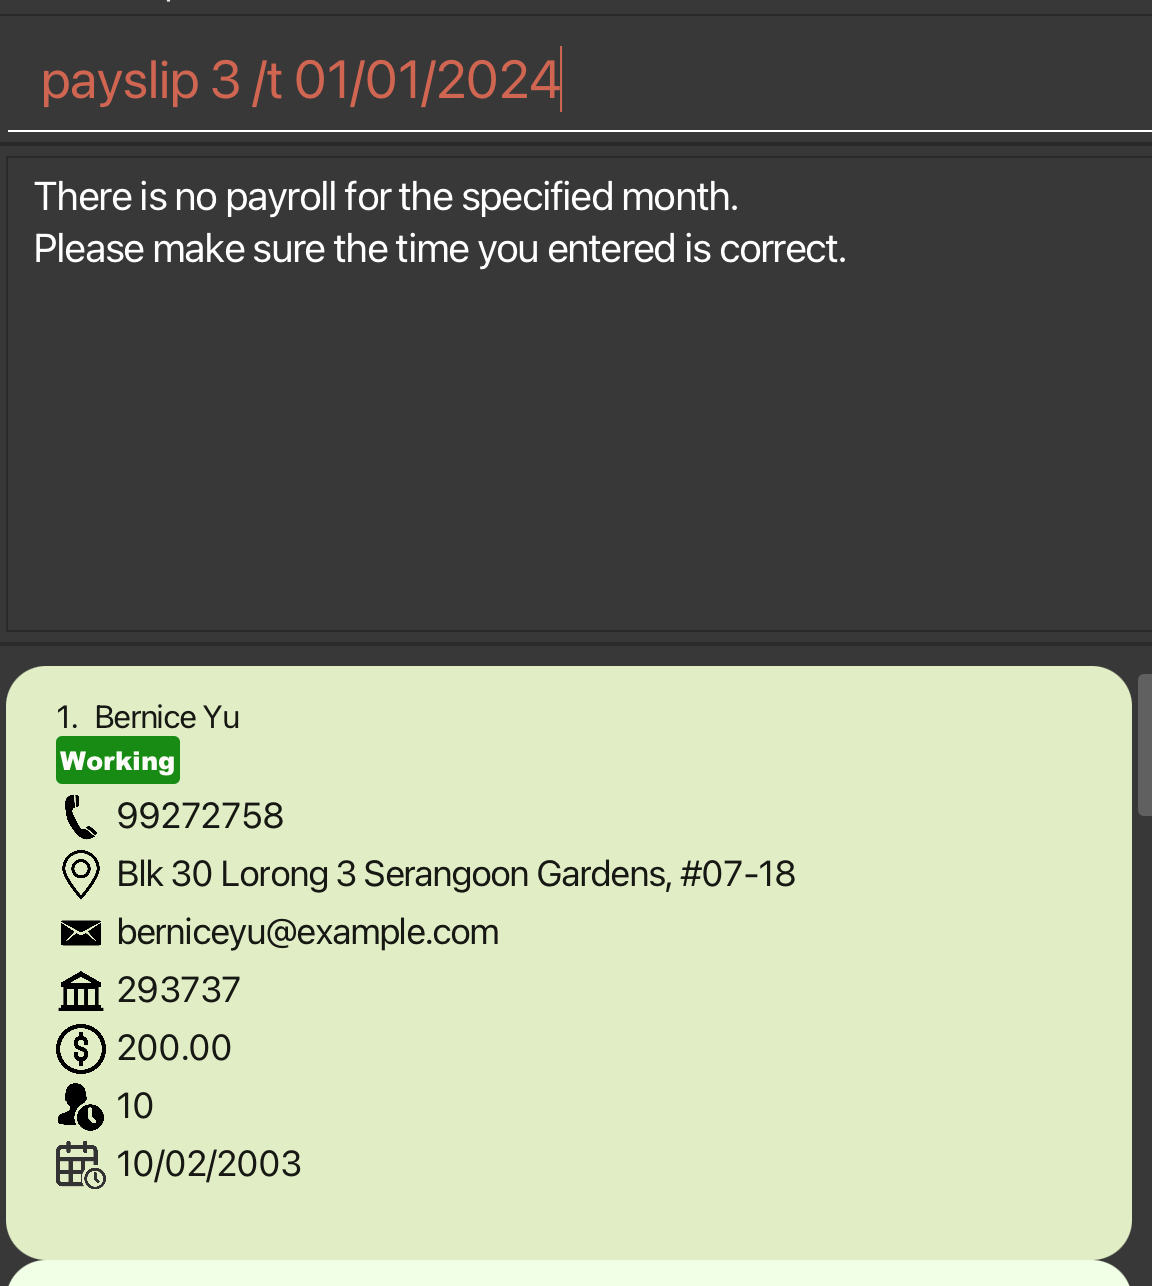 payslip 3 /t 01/01/2024
There is no payroll for the specified month.
Please make sure the time you entered is correct.
1. Bernice Yu
Working
99272758
Blk 30 Lorong 3 Serangoon Gardens, #07-18
berniceyu@example.com
293737
200.00
10
10/02/2003